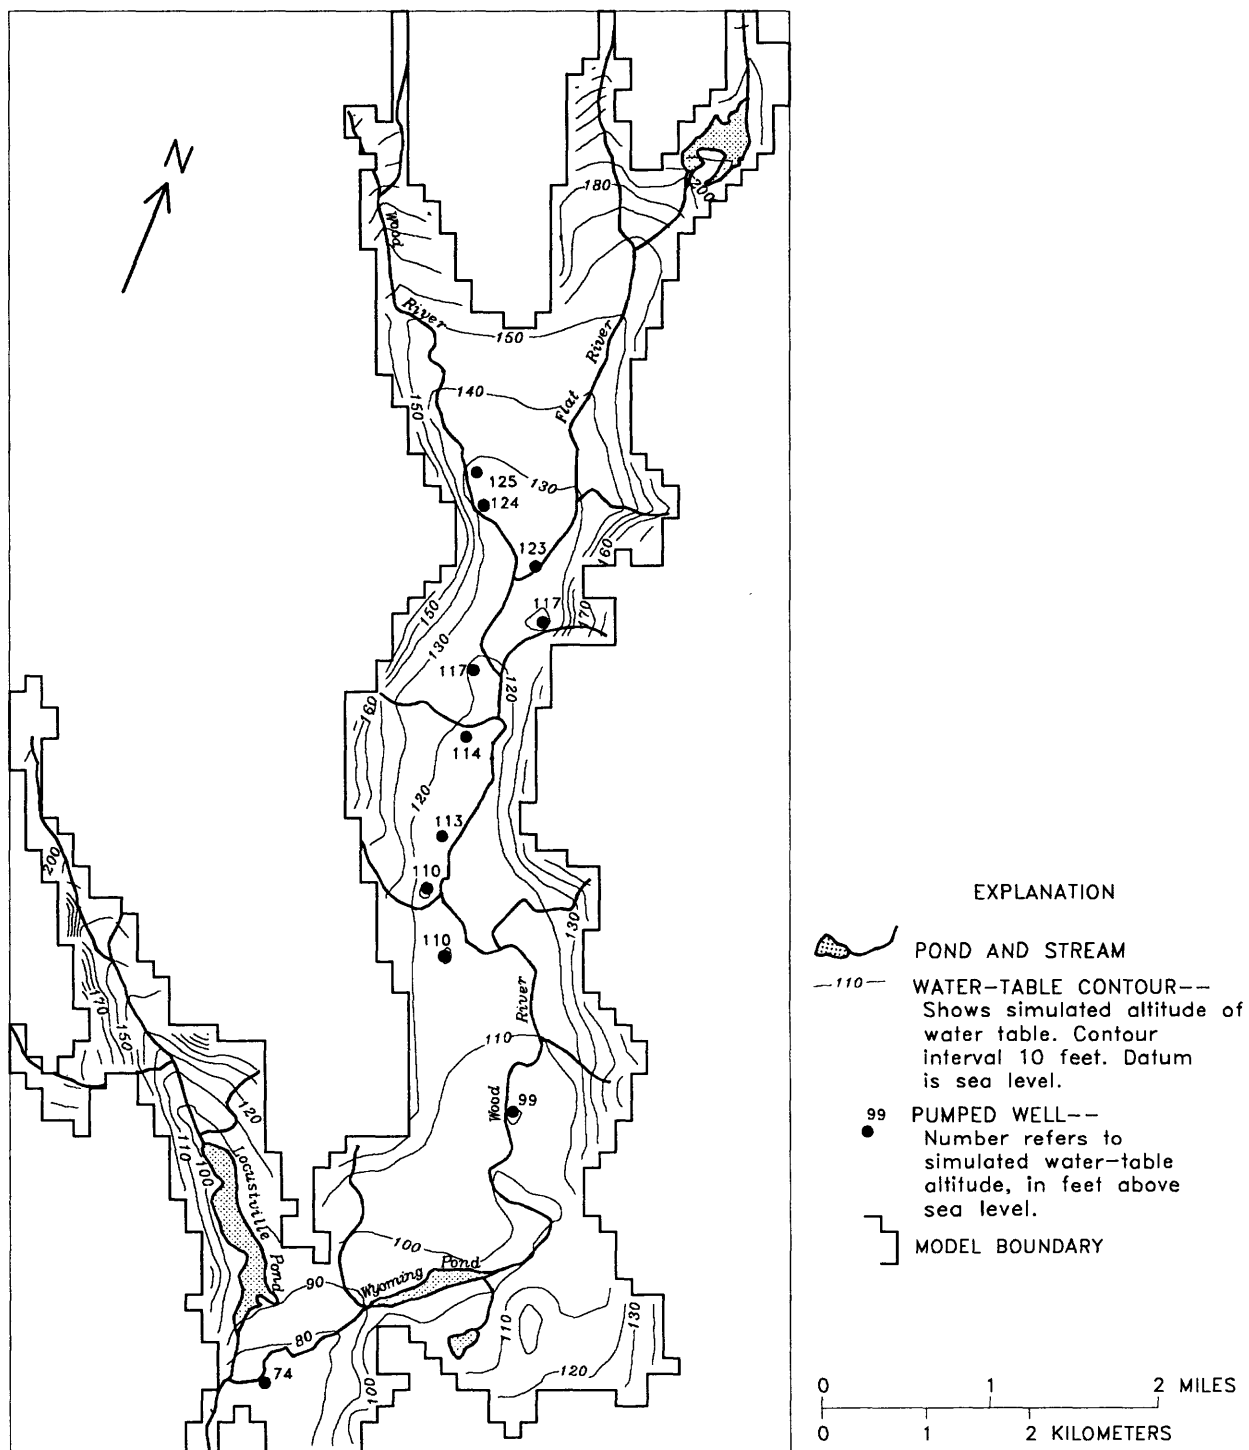 N
180
200
Wood
River
150
River
140
150
Flat
125
130
124
123
160
117
170
150
130
117
120
160
114
120
113
110
200
130
110
170
150
River
110
Wood
99
120
110
100
Locustville Pond
100
Wyoming Pond
90
80
110
130
120
100
74
EXPLANATION
POND AND STREAM
110
WATER-TABLE CONTOUR--
Shows simulated altitude of
water table. Contour
interval 10 feet. Datum
is sea level.
99 PUMPED WELL--
Number refers to
simulated water-table
altitude, in feet above
sea level.
MODEL BOUNDARY
0 1 2 MILES
0 1 2 KILOMETERS